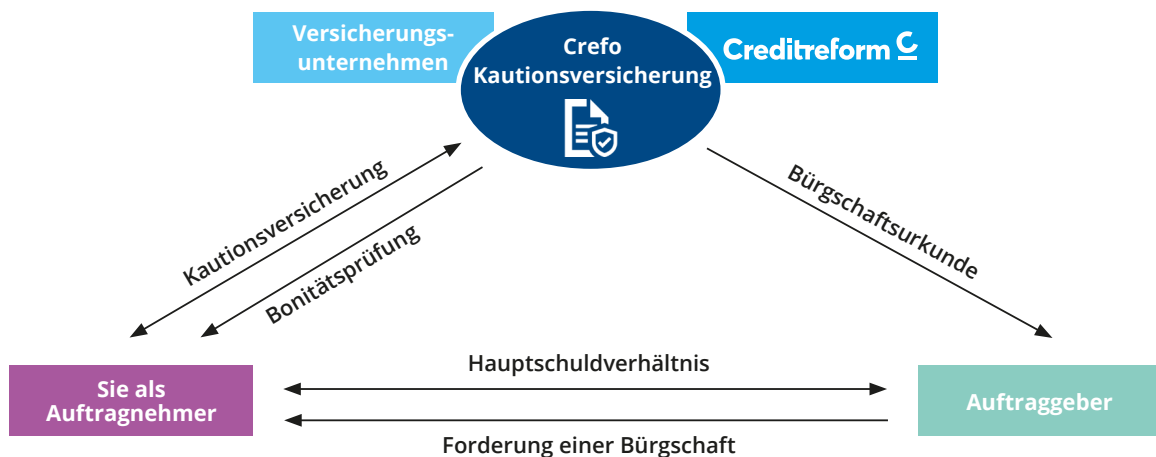 Versicherungs-
unternehmen
Crefo
Kautionsversicherung
Creditreform C
Kautionsversicherung
Bonitätsprüfung
Bürgschaftsurkunde
Sie als
Auftragnehmer
Hauptschuldverhältnis
Forderung einer Bürgschaft
Auftraggeber